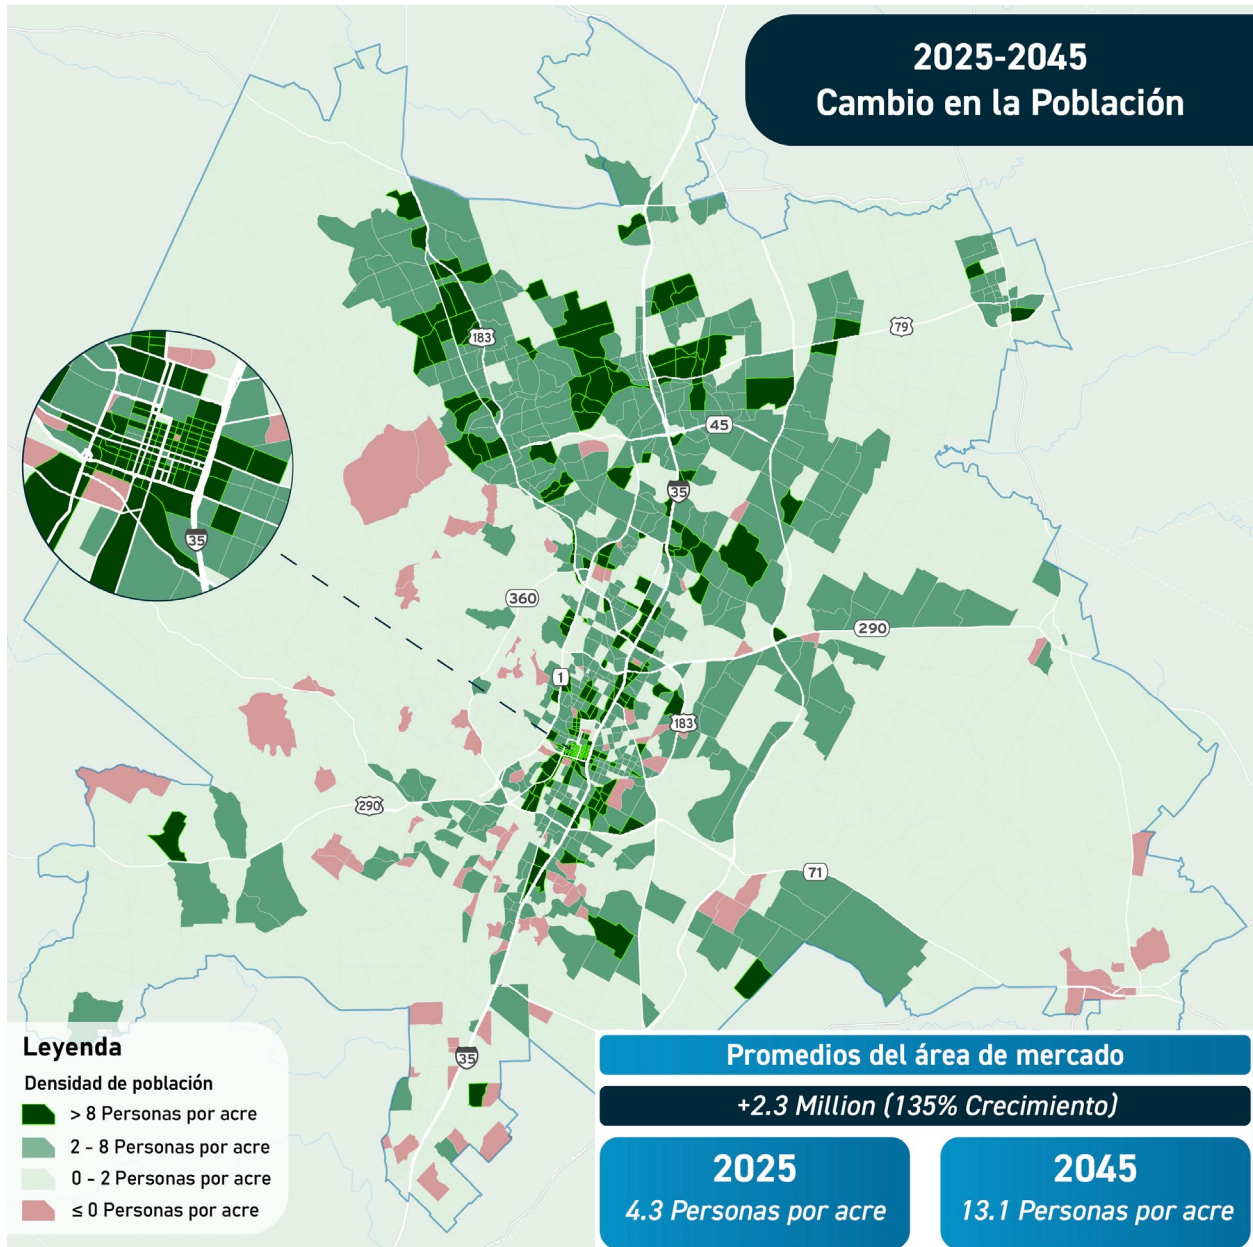 2025-2045
Cambio en la Población
79
183
45
35
35
360
290
1
183
290
71
35
Leyenda
Densidad de población
> 8 Personas por acre
2 - 8 Personas por acre
0 - 2 Personas por acre
≤ 0 Personas por acre
Promedios del área de mercado
+2.3 Million (135% Crecimiento)
2025
4.3 Personas por acre
2045
13.1 Personas por acre